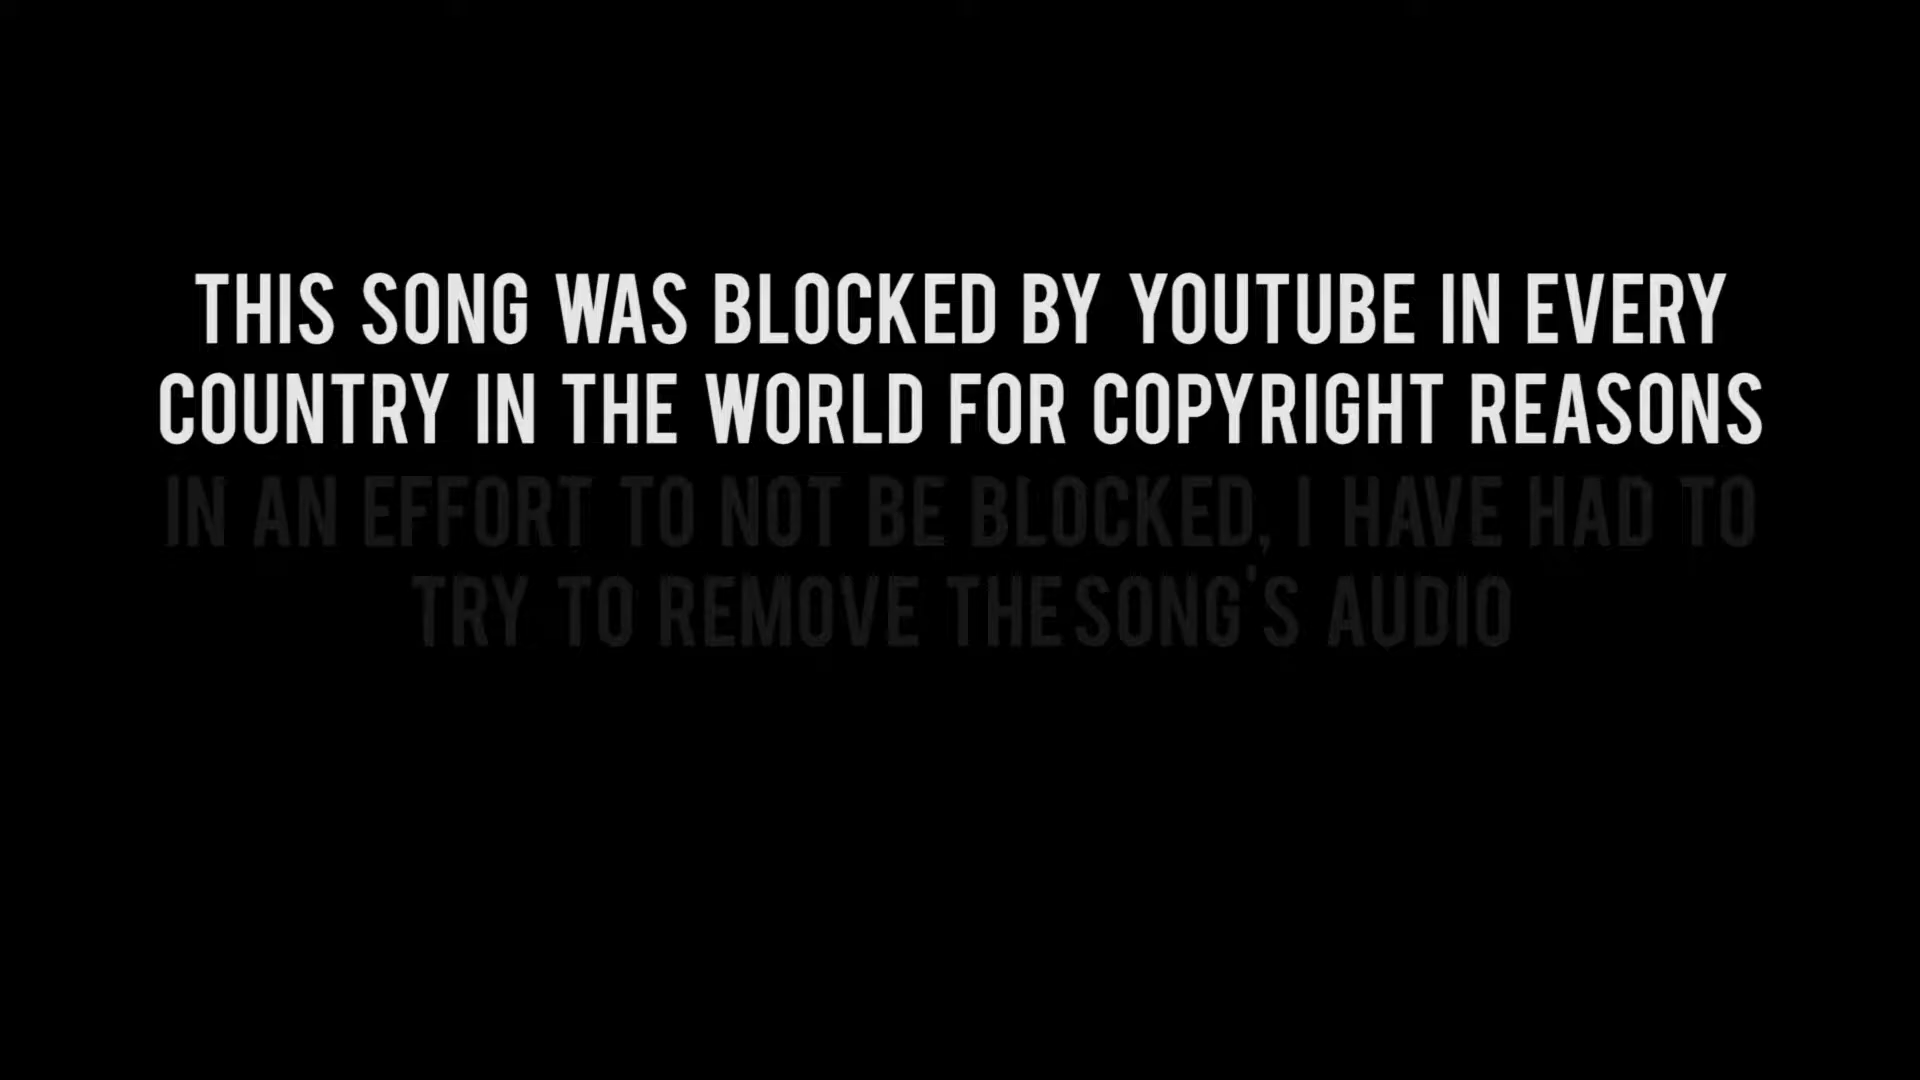 THIS SONG WAS BLOCKED BY YOUTUBE IN EVERY
COUNTRY IN THE WORLD FOR COPYRIGHT REASONS
IN AN EFFORT TO NOT BE BLOCKED, I HAVE HAD TO
TRY TO REMOVE THE SONG'S AUDIO